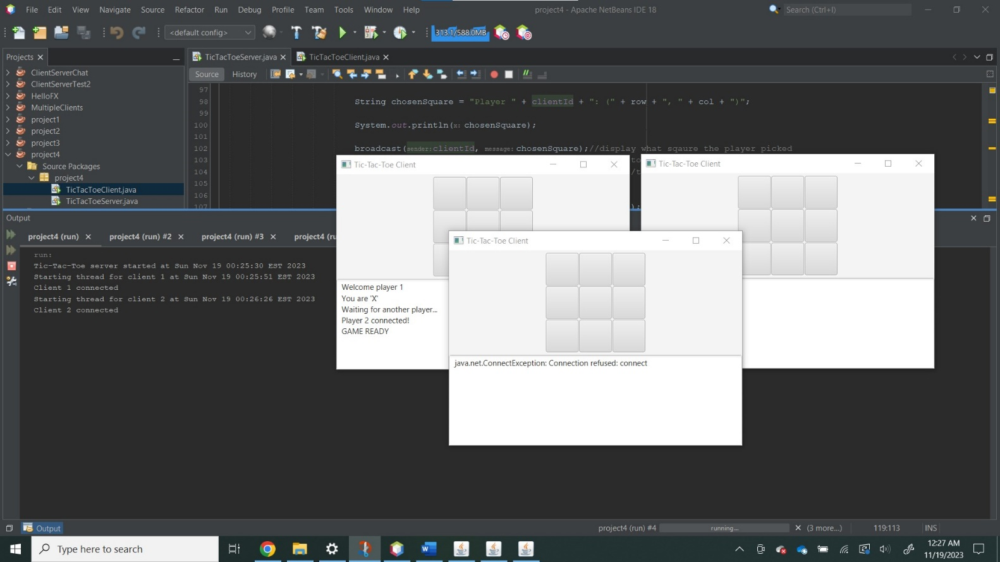 File Edit View Navigate Source Refactor Run Debug Profile Team Tools Window Help
project4 - Apache NetBeans IDE 18
Search (Ctrl+I)
<default config>
313.1/588.0MB
Projects
TicTacToeServer.java
TicTacToeClient.java
Source
History
ClientServerChat
ClientServerTest2
HelloFX
MultipleClients
project1
project2
project3
project4
Source Packages
project4
TicTacToeClient.java
TicTacToeServer.java
97
98 String chosenSquare = "Player " + clientId + ": (" + row + ", " + col + ")";
99
100 System.out.println(x: chosenSquare);
101
102 broadcast(sender: clientId, message: chosenSquare);//display what sqaure the player picked
103
104
105
106
107
Output
project4 (run)
project4 (run) #2
project4 (run) #3
run:
Tic-Tac-Toe server started at Sun Nov 19 00:25:30 EST 2023
Starting thread for client 1 at Sun Nov 19 00:25:51 EST 2023
Client 1 connected
Starting thread for client 2 at Sun Nov 19 00:26:26 EST 2023
Client 2 connected
Tic-Tac-Toe Client
Welcome player 1
You are 'X'
Waiting for another player...
Player 2 connected!
GAME READY
Tic-Tac-Toe Client
Tic-Tac-Toe Client
java.net.ConnectException: Connection refused: connect
Output
project4 (run) #4
running...
(3 more...)
119:113
INS
Type here to search
12:27 AM
11/19/2023